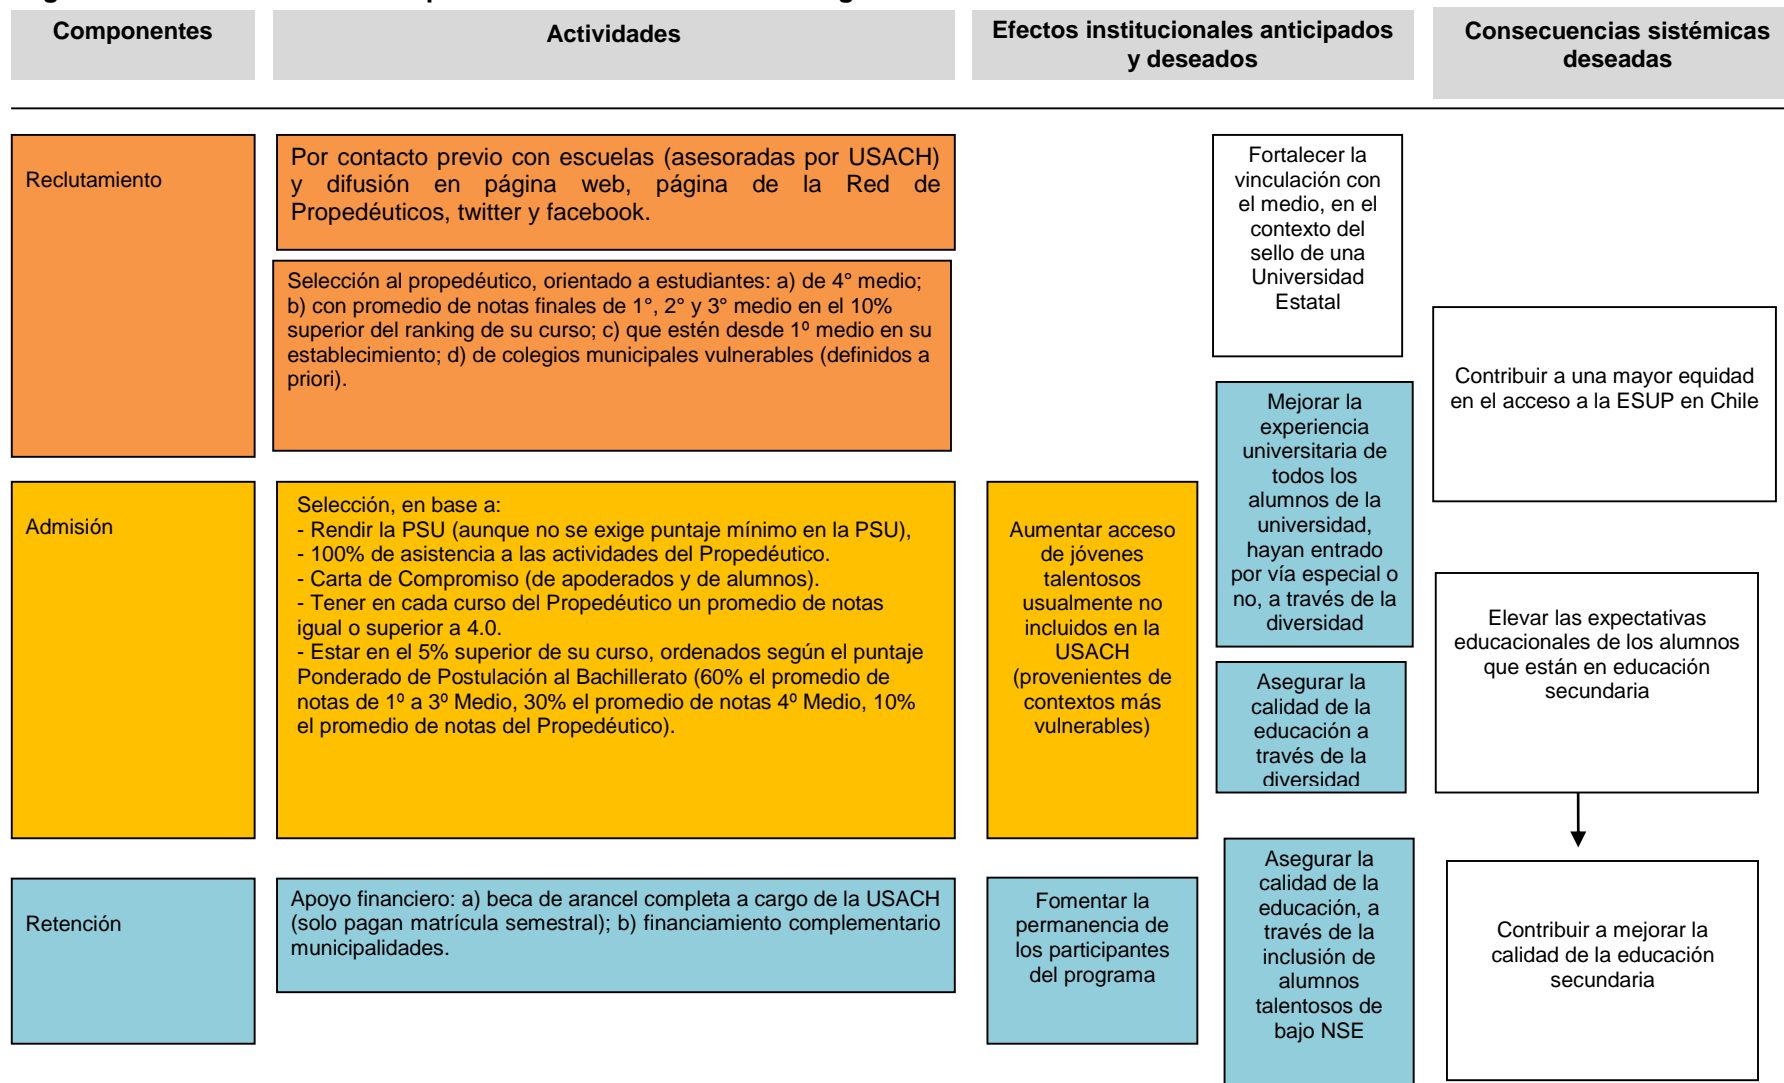 Componentes
Actividades
Efectos institucionales anticipados
y deseados
Consecuencias sistémicas
deseadas
Reclutamiento
Por contacto previo con escuelas (asesoradas por USACH)
y difusión en página web, página de la Red de
Propedéuticos, twitter y facebook.
Selección al propedéutico, orientado a estudiantes: a) de 4° medio;
b) con promedio de notas finales de 1°, 2° y 3° medio en el 10%
superior del ranking de su curso; c) que estén desde 1º medio en su
establecimiento; d) de colegios municipales vulnerables (definidos a
priori).
Fortalecer la
vinculación con
el medio, en el
contexto del
sello de una
Universidad
Estatal
Contribuir a una mayor equidad
en el acceso a la ESUP en Chile
Admisión
Selección, en base a:
- Rendir la PSU (aunque no se exige puntaje mínimo en la PSU),
- 100% de asistencia a las actividades del Propedéutico.
- Carta de Compromiso (de apoderados y de alumnos).
- Tener en cada curso del Propedéutico un promedio de notas
igual o superior a 4.0.
- Estar en el 5% superior de su curso, ordenados según el puntaje
Ponderado de Postulación al Bachillerato (60% el promedio de
notas de 1º a 3º Medio, 30% el promedio de notas 4º Medio, 10%
el promedio de notas del Propedéutico).
Aumentar acceso
de jóvenes
talentosos
usualmente no
incluidos en la
USACH
(provenientes de
contextos más
vulnerables)
Mejorar la
experiencia
universitaria de
todos los
alumnos de la
universidad,
hayan entrado
por vía especial o
no, a través de la
diversidad
Asegurar la
calidad de la
educación a
través de la
diversidad
Elevar las expectativas
educacionales de los alumnos
que están en educación
secundaria
Retención
Apoyo financiero: a) beca de arancel completa a cargo de la USACH
(solo pagan matrícula semestral); b) financiamiento complementario
municipalidades.
Fomentar la
permanencia de
los participantes
del programa
Asegurar la
calidad de la
educación, a
través de la
inclusión de
alumnos
talentosos de
bajo NSE
Contribuir a mejorar la
calidad de la educación
secundaria